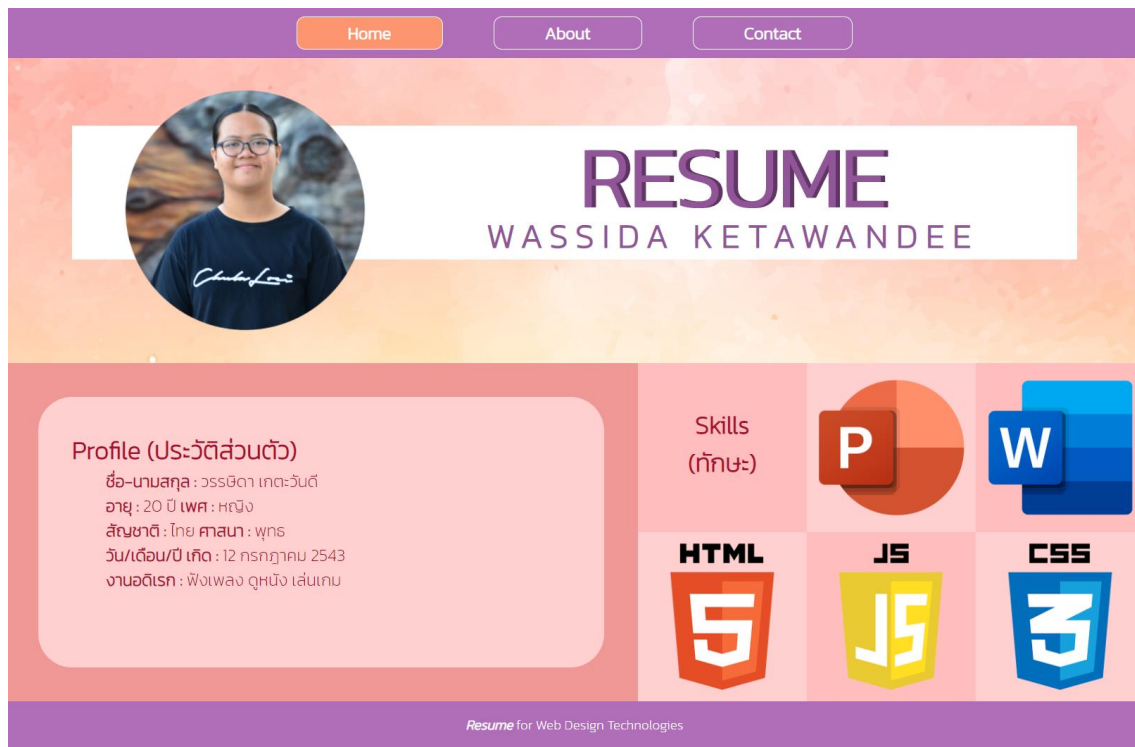 Home
About
Contact
RESUME
WASSIDA KETAWANDEE
Profile (ประวัติส่วนตัว)
ชื่อ-นามสกุล : วรรษิดา เกตะวันดี
อายุ : 20 ปี เพศ : หญิง
สัญชาติ : ไทย ศาสนา : พุทธ
วัน/เดือน/ปี เกิด : 12 กรกฎาคม 2543
งานอดิเรก : ฟังเพลง ดูหนัง เล่นเกม
Skills
(ทักษะ)
P
W
HTML
5
JS
JS
CSS
3
Resume for Web Design Technologies